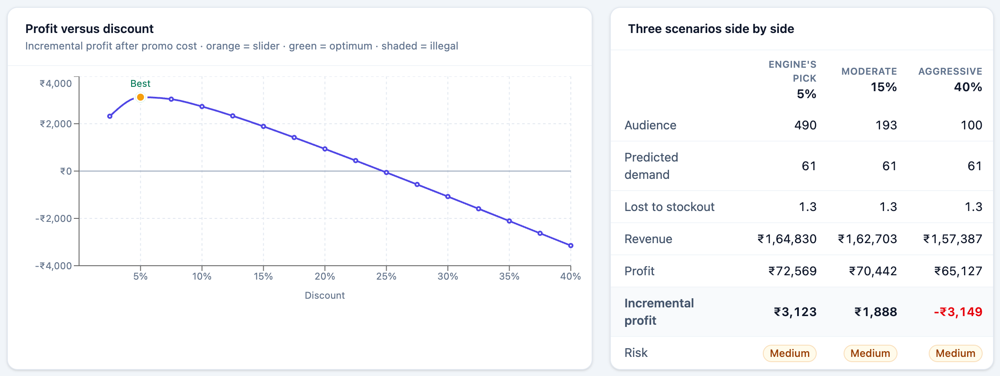 Profit versus discount
Incremental profit after promo cost · orange = slider · green = optimum · shaded = illegal
₹4,000
₹2,000
₹0
-₹2,000
-₹4,000
Best
5% 10% 15% 20% 25% 30% 35% 40%
Discount
Three scenarios side by side
ENGINE'S
PICK
5%
MODERATE
15%
AGGRESSIVE
40%
Audience 490 193 100
Predicted
demand 61 61 61
Lost to stockout 1.3 1.3 1.3
Revenue ₹1,64,830 ₹1,62,703 ₹1,57,387
Profit ₹72,569 ₹70,442 ₹65,127
Incremental
profit ₹3,123 ₹1,888 -₹3,149
Risk Medium Medium Medium